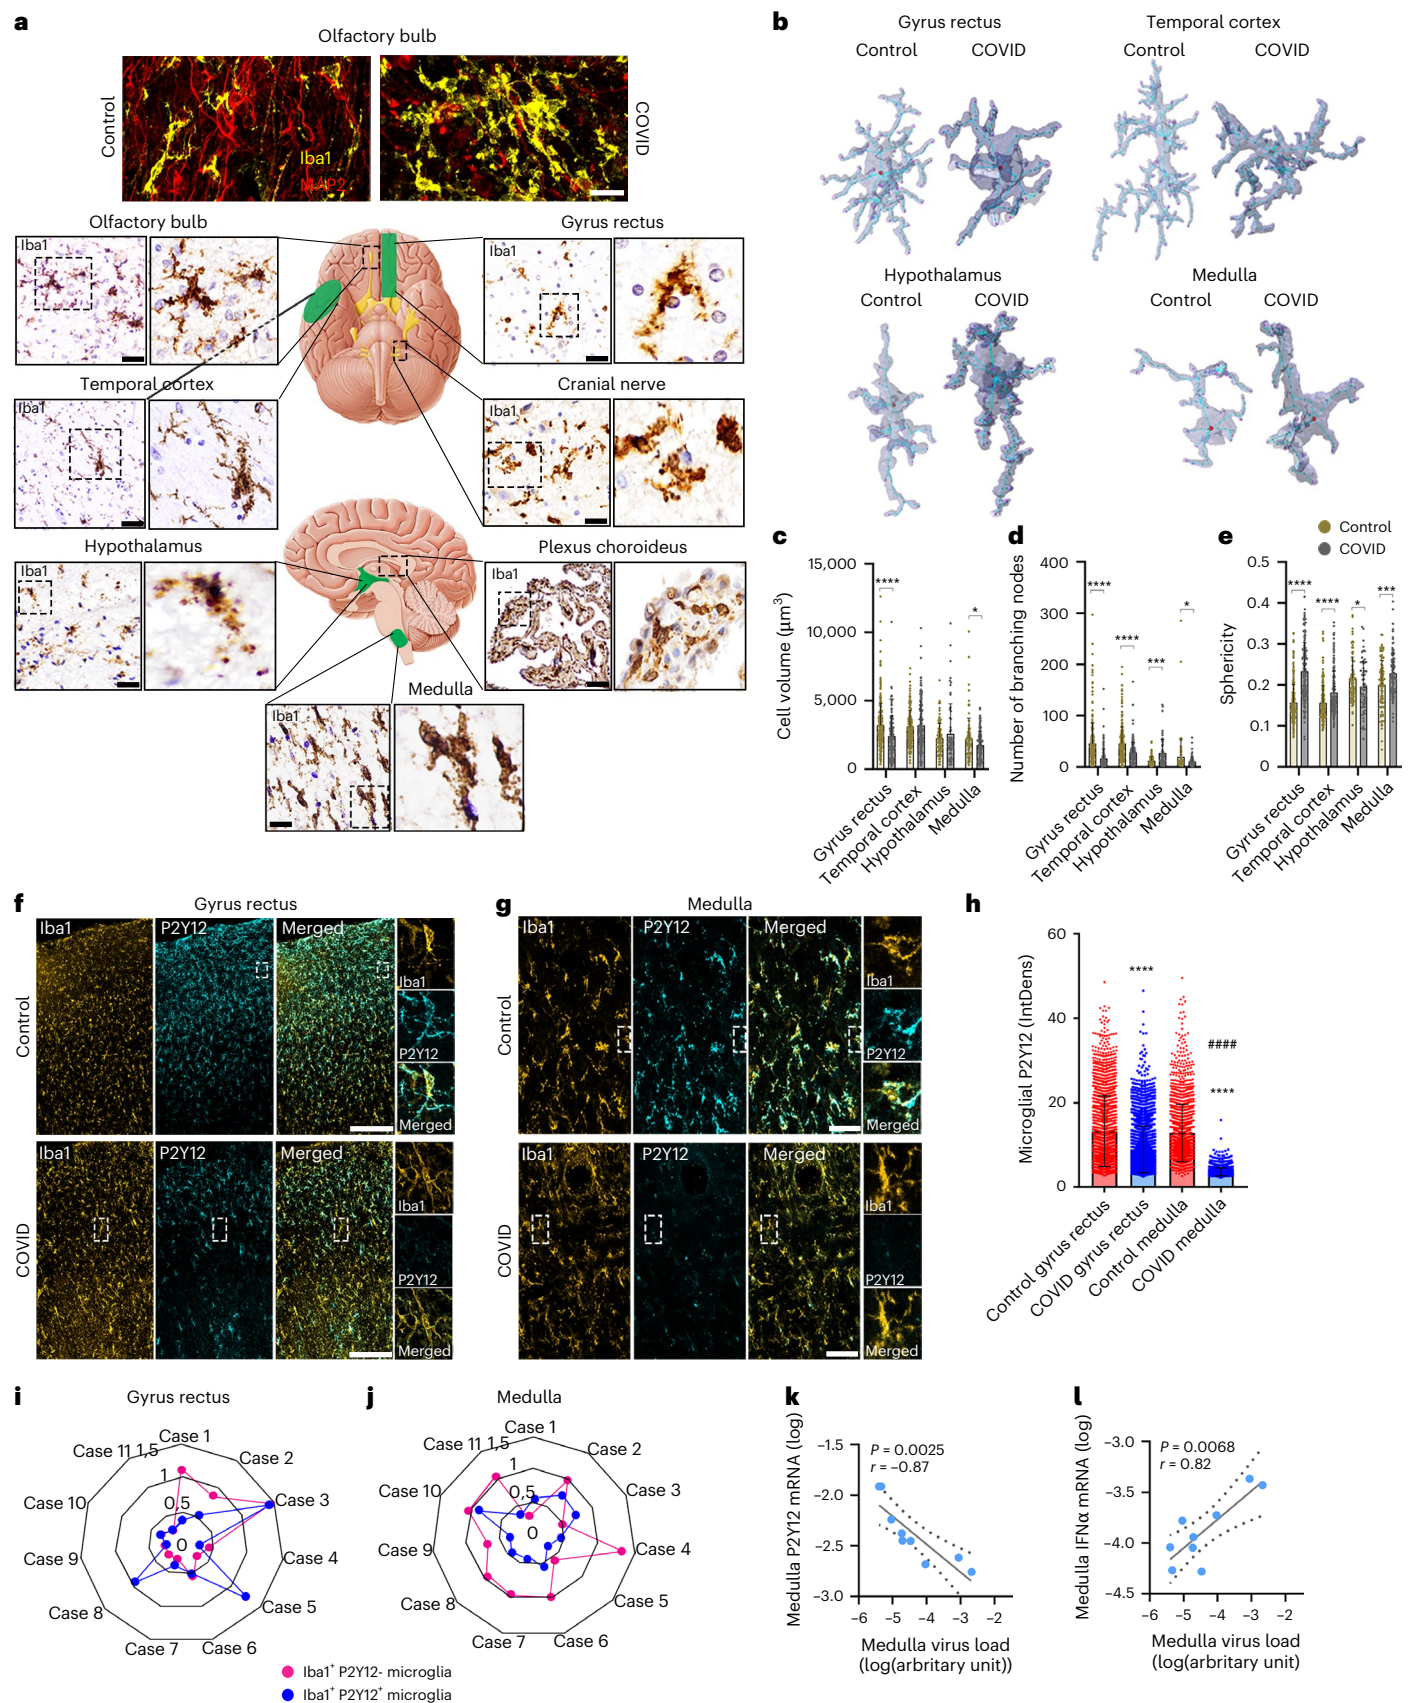 a
Olfactory bulb
Control
COVID
Iba1
MAP2
Olfactory bulb
Gyrus rectus
Iba1
Iba1
Temporal cortex
Cranial nerve
Iba1
Iba1
Hypothalamus
Plexus choroideus
Iba1
Iba1
Medulla
Iba1
b
Gyrus rectus
Temporal cortex
Control
COVID
Control
COVID
Hypothalamus
Medulla
Control
COVID
Control
COVID
Control
COVID
c
Cell volume (µm³)
15,000
10,000
5,000
0
****
*
Gyrus rectus
Temporal cortex
Hypothalamus
Medulla
d
Number of branching nodes
400
300
200
100
0
****
****
***
*
Gyrus rectus
Temporal cortex
Hypothalamus
Medulla
e
Sphericity
0.5
0.4
0.3
0.2
0.1
0
****
****
*
***
Gyrus rectus
Temporal cortex
Hypothalamus
Medulla
f
Gyrus rectus
Control
Iba1
P2Y12
Merged
Iba1
P2Y12
Merged
COVID
Iba1
P2Y12
Merged
Iba1
P2Y12
Merged
g
Medulla
Control
Iba1
P2Y12
Merged
Iba1
P2Y12
Merged
COVID
Iba1
P2Y12
Merged
Iba1
P2Y12
Merged
h
Microglial P2Y12 (IntDens)
60
40
20
0
****
####
****
Control gyrus rectus
COVID gyrus rectus
Control medulla
COVID medulla
i
Gyrus rectus
Case 1
Case 2
Case 3
Case 4
Case 5
Case 6
Case 7
Case 8
Case 9
Case 10
Case 11
1,5
1
0,5
0
j
Medulla
Case 1
Case 2
Case 3
Case 4
Case 5
Case 6
Case 7
Case 8
Case 9
Case 10
Case 11
1,5
1
0,5
0
Iba1⁺ P2Y12- microglia
Iba1⁺ P2Y12⁺ microglia
k
Medulla P2Y12 mRNA (log)
−1.5
−2.0
−2.5
−3.0
P = 0.0025
r = −0.87
−6 −5 −4 −3 −2
Medulla virus load
(log(arbritary unit))
l
Medulla IFNα mRNA (log)
−3.0
−3.5
−4.0
−4.5
P = 0.0068
r = 0.82
−6 −5 −4 −3 −2
Medulla virus load
(log(arbritary unit)